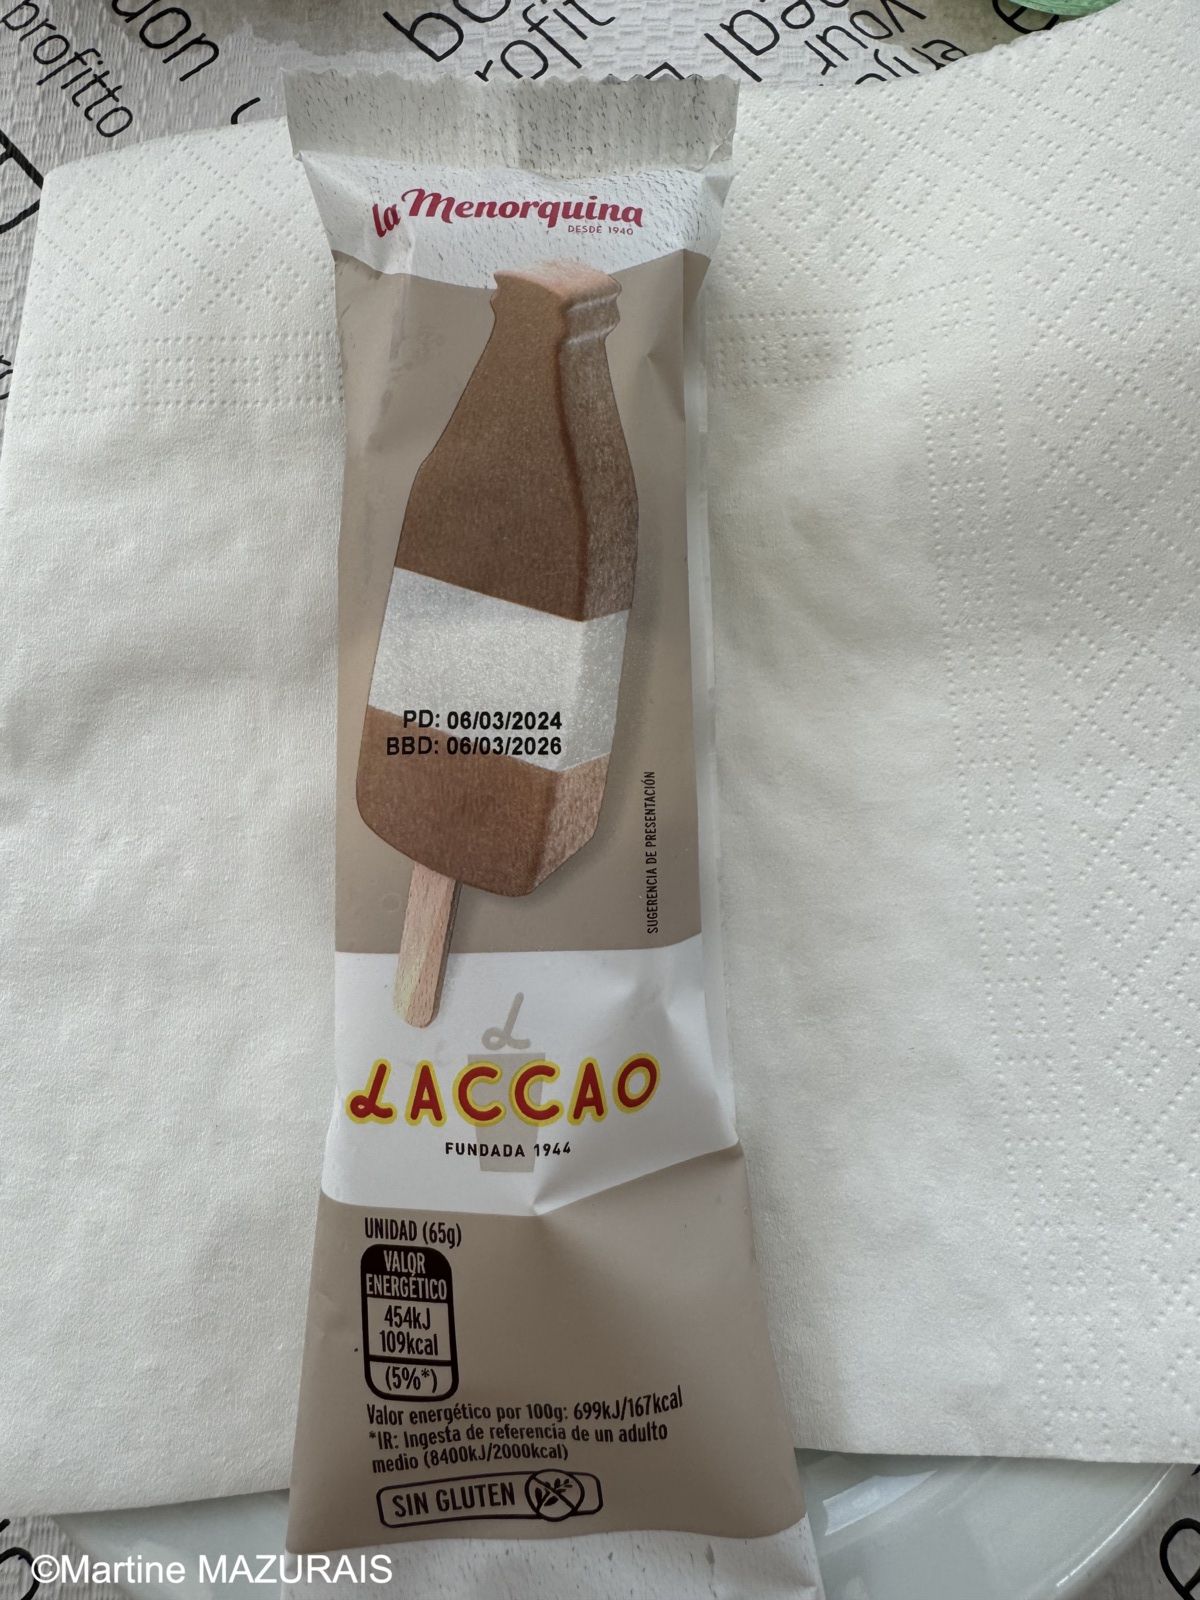 profitto
la Menorquina
DESDE 1940
PD: 06/03/2024
BBD: 06/03/2026
SUGERENCIA DE PRESENTACIÓN
L
LACCAO
FUNDADA 1944
UNIDAD (65g)
VALOR
ENERGÉTICO
454kJ
109kcal
(5%*)
Valor energético por 100g: 699kJ/167kcal
*IR: Ingesta de referencia de un adulto
medio (8400kJ/2000kcal)
SIN GLUTEN
©Martine MAZURAIS